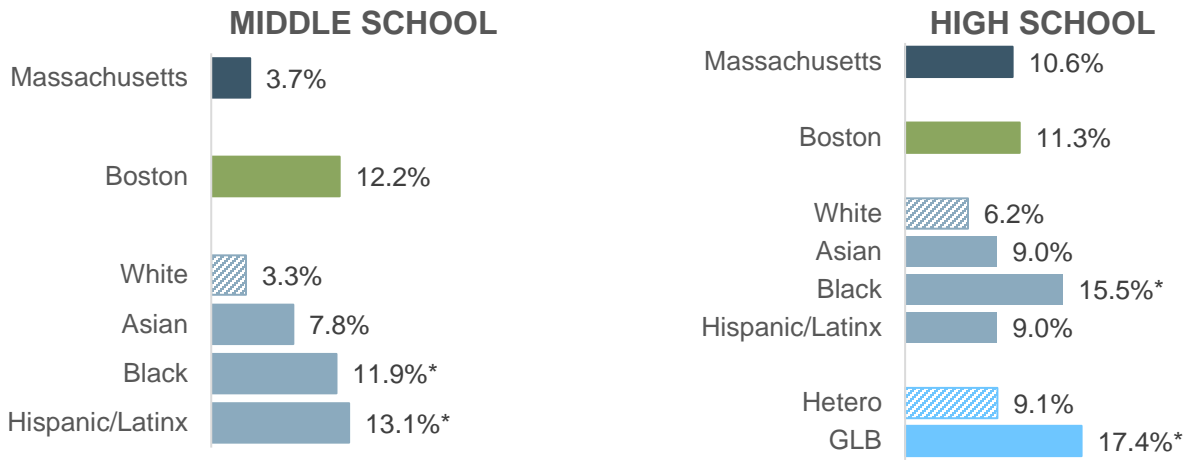 MIDDLE SCHOOL
Massachusetts 3.7%
Boston 12.2%
White 3.3%
Asian 7.8%
Black 11.9%*
Hispanic/Latinx 13.1%*
HIGH SCHOOL
Massachusetts 10.6%
Boston 11.3%
White 6.2%
Asian 9.0%
Black 15.5%*
Hispanic/Latinx 9.0%
Hetero 9.1%
GLB 17.4%*